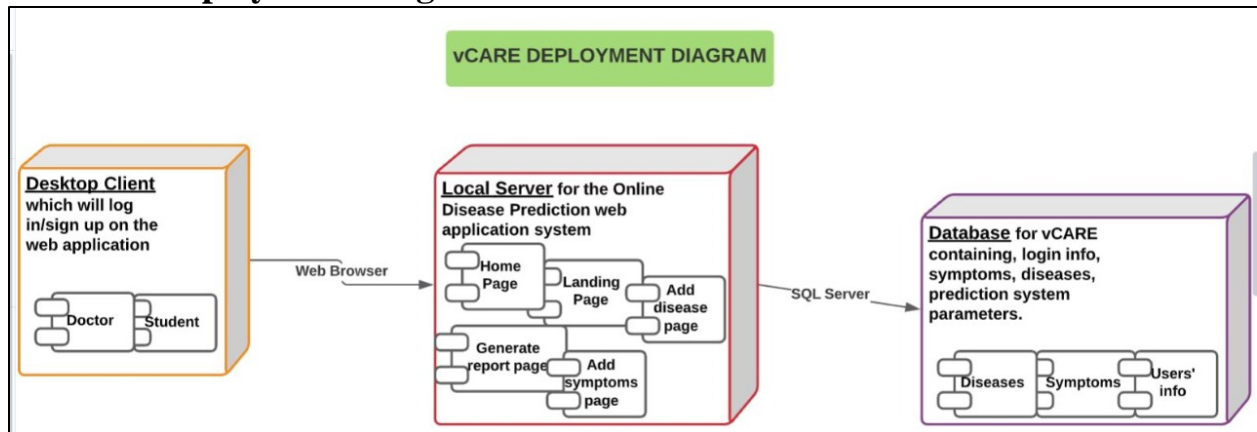 vCARE DEPLOYMENT DIAGRAM
Desktop Client
which will log
in/sign up on the
web application
Doctor
Student
Web Browser
Local Server for the Online
Disease Prediction web
application system
Home
Page
Landing
Page
Add
disease
page
Generate
report page
Add
symptoms
page
SQL Server
Database for vCARE
containing, login info,
symptoms, diseases,
prediction system
parameters.
Diseases
Symptoms
Users'
info